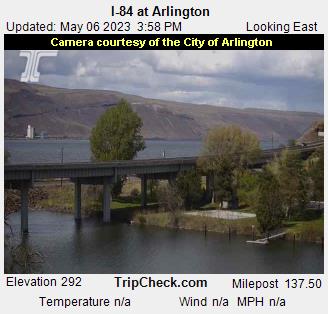 I-84 at Arlington
Updated: May 06 2023 3:58 PM Looking East
Camera courtesy of the City of Arlington
Elevation 292 TripCheck.com Milepost 137.50
Temperature n/a Wind n/a MPH n/a